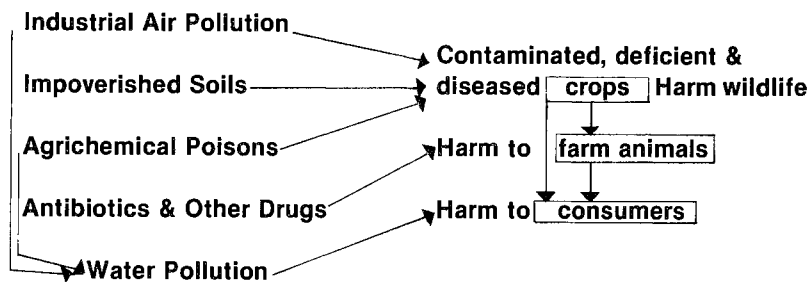 Industrial Air Pollution
Contaminated, deficient &
Impoverished Soils diseased crops Harm wildlife
Agrichemical Poisons Harm to farm animals
Antibiotics & Other Drugs Harm to consumers
Water Pollution